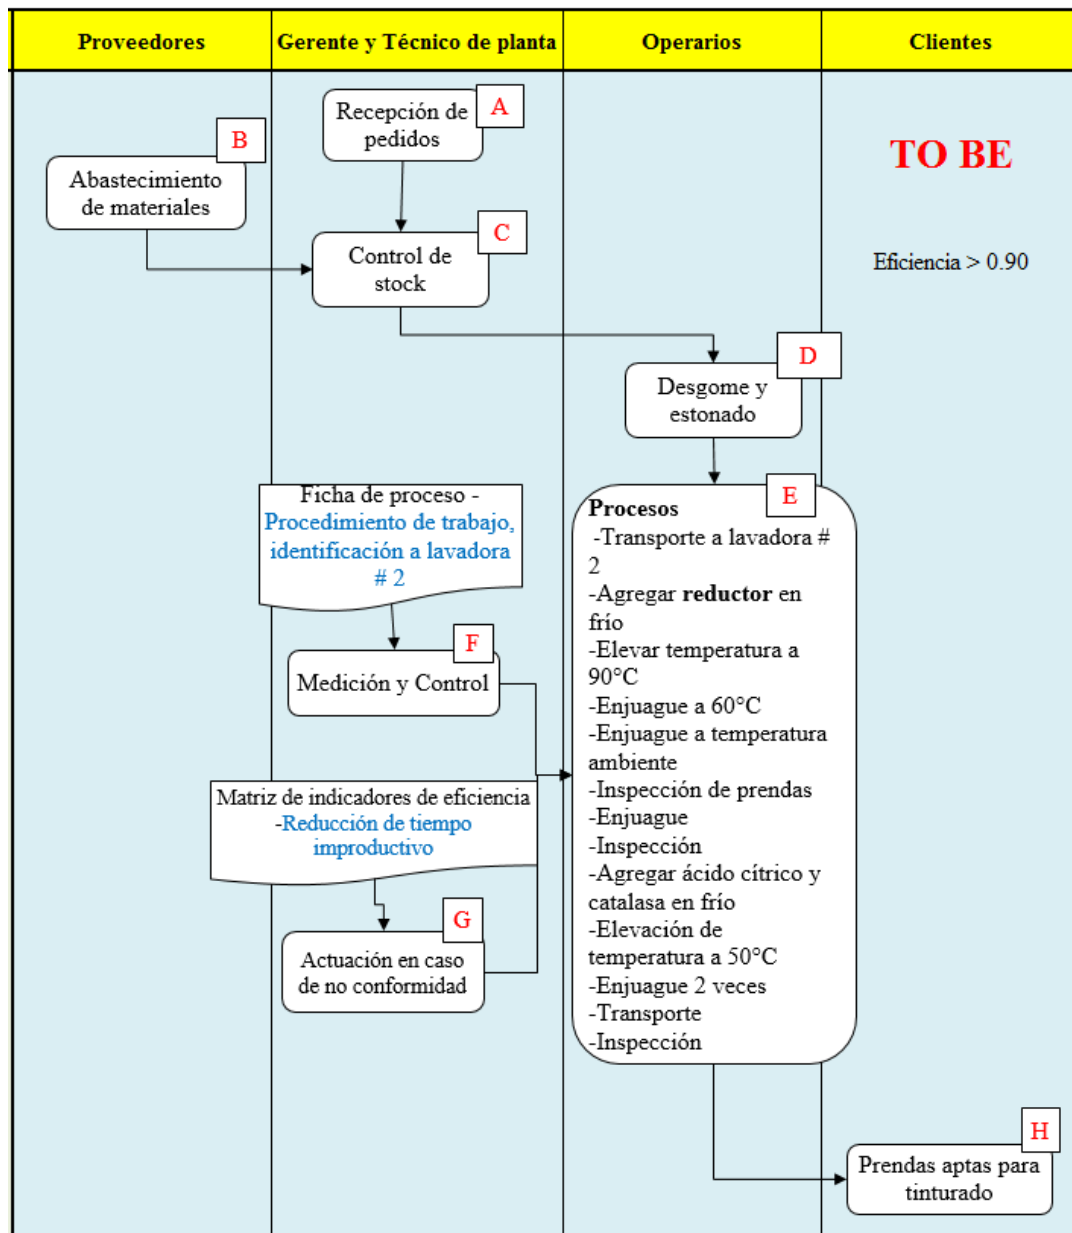 Proveedores
Gerente y Técnico de planta
Operarios
Clientes
A
Recepción de
pedidos
B
Abastecimiento
de materiales
TO BE
C
Control de
stock
Eficiencia > 0.90
D
Desgome y
estonado
Ficha de proceso -
Procedimiento de trabajo,
identificación a lavadora
# 2
E
Procesos
-Transporte a lavadora #
2
-Agregar reductor en
frío
-Elevar temperatura a
90°C
-Enjuague a 60°C
-Enjuague a temperatura
ambiente
-Inspección de prendas
-Enjuague
-Inspección
-Agregar ácido cítrico y
catalasa en frío
-Elevación de
temperatura a 50°C
-Enjuague 2 veces
-Transporte
-Inspección
F
Medición y Control
Matriz de indicadores de eficiencia
-Reducción de tiempo
improductivo
G
Actuación en caso
de no conformidad
H
Prendas aptas para
tinturado